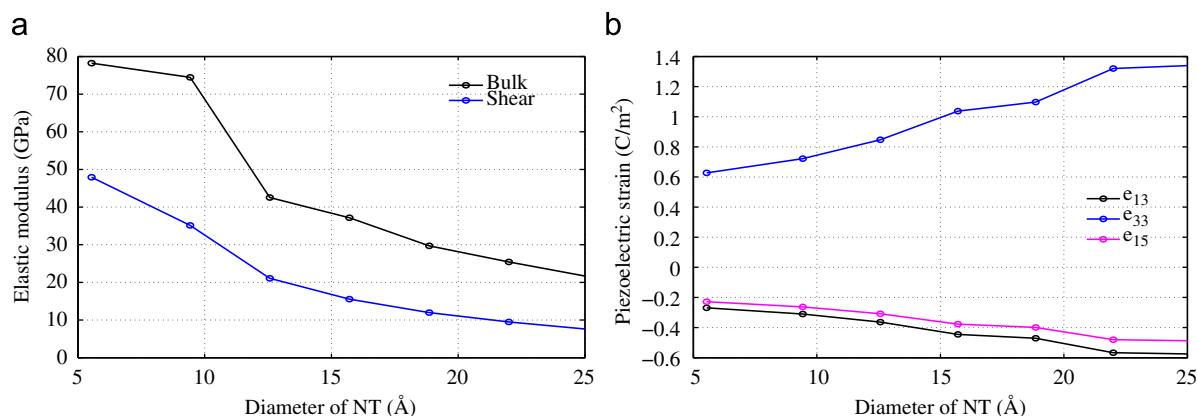 a
80
70
60
50
40
30
20
10
0
Elastic modulus (GPa)
Bulk
Shear
5
10
15
20
25
Diameter of NT (Å)
b
1.4
1.2
1
0.8
0.6
0.4
0.2
0
−0.2
−0.4
−0.6
Piezoelectric strain (C/m²)
e₁₃
e₃₃
e₁₅
5
10
15
20
25
Diameter of NT (Å)